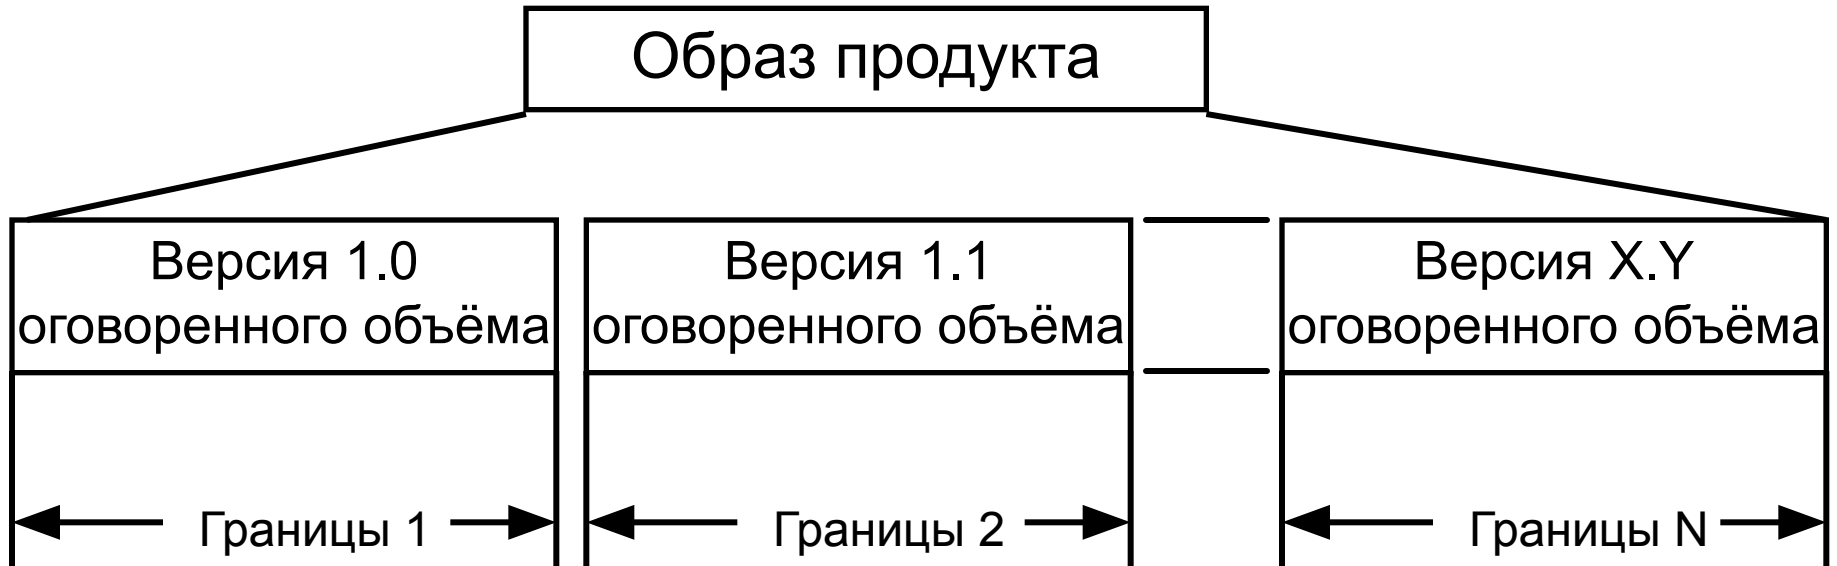 Образ продукта
Версия 1.0
оговоренного объёма
Версия 1.1
оговоренного объёма
Версия X.Y
оговоренного объёма
Границы 1
Границы 2
Границы N